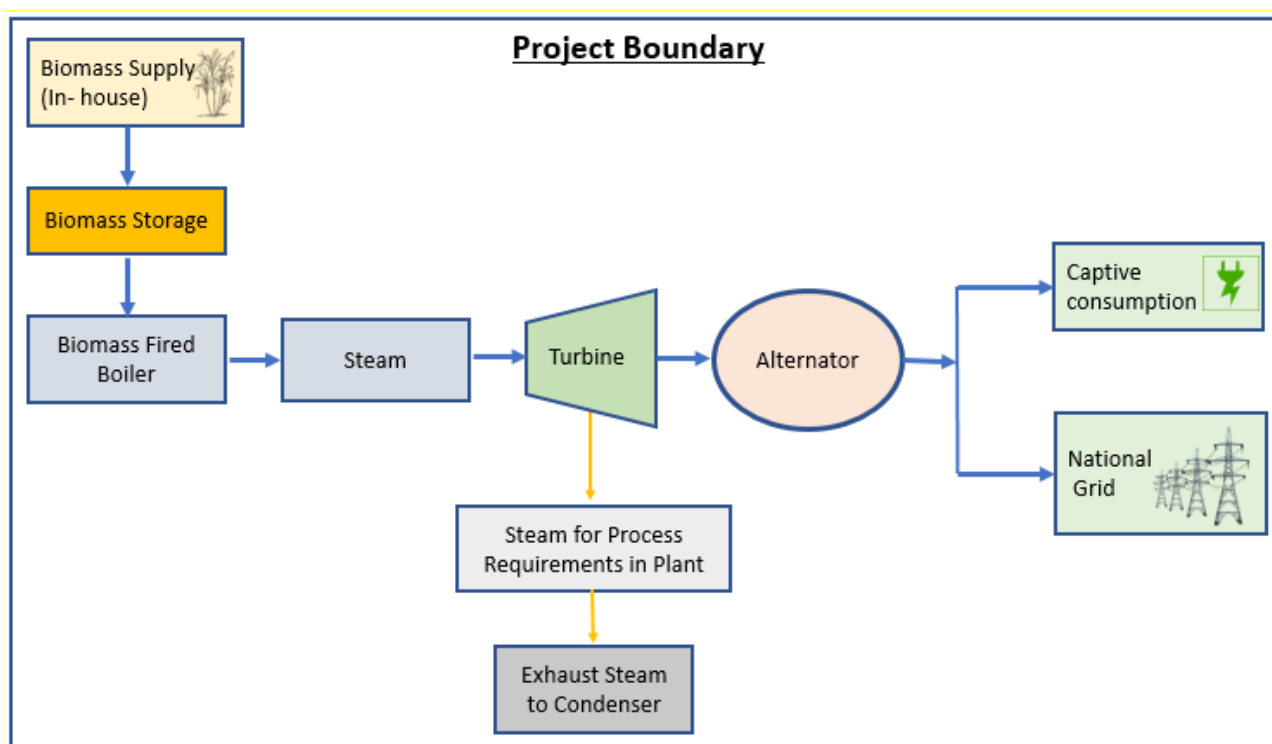 Project Boundary
Biomass Supply
(In- house)
Biomass Storage
Biomass Fired
Boiler
Steam
Turbine
Alternator
Captive
consumption
National
Grid
Steam for Process
Requirements in Plant
Exhaust Steam
to Condenser